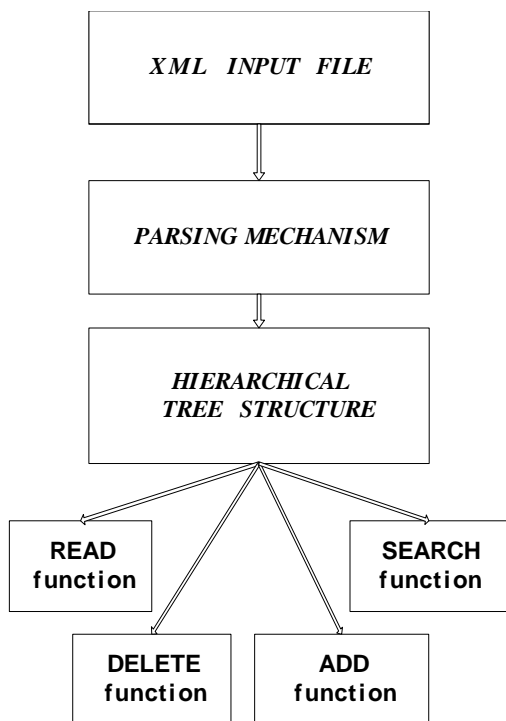 XML INPUT FILE
PARSING MECHANISM
HIERARCHICAL
TREE STRUCTURE
READ
function
SEARCH
function
DELETE
function
ADD
function